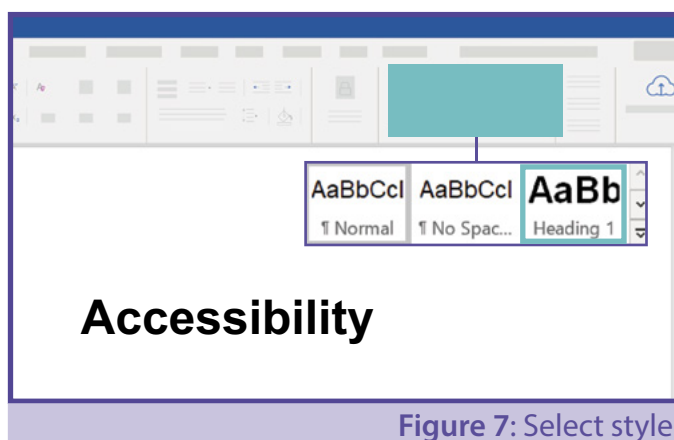 AaBbCcI AaBbCcI AaBb
¶ Normal ¶ No Spac... Heading 1
Accessibility
Figure 7: Select style